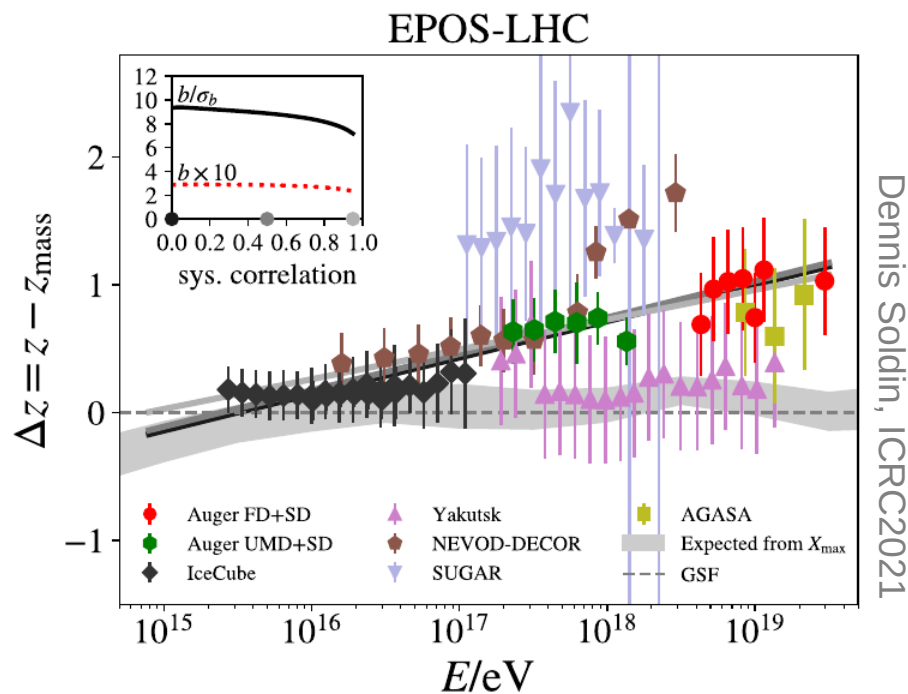 EPOS-LHC
12
10
8
6
4
2
0
b/σ_b
b × 10
0.0 0.2 0.4 0.6 0.8 1.0
sys. correlation
2
1
0
−1
Δz = z − z_mass
Auger FD+SD
Auger UMD+SD
IceCube
Yakutsk
NEVOD-DECOR
SUGAR
AGASA
Expected from X_max
GSF
10^15 10^16 10^17 10^18 10^19
E/eV
Dennis Soldin, ICRC2021